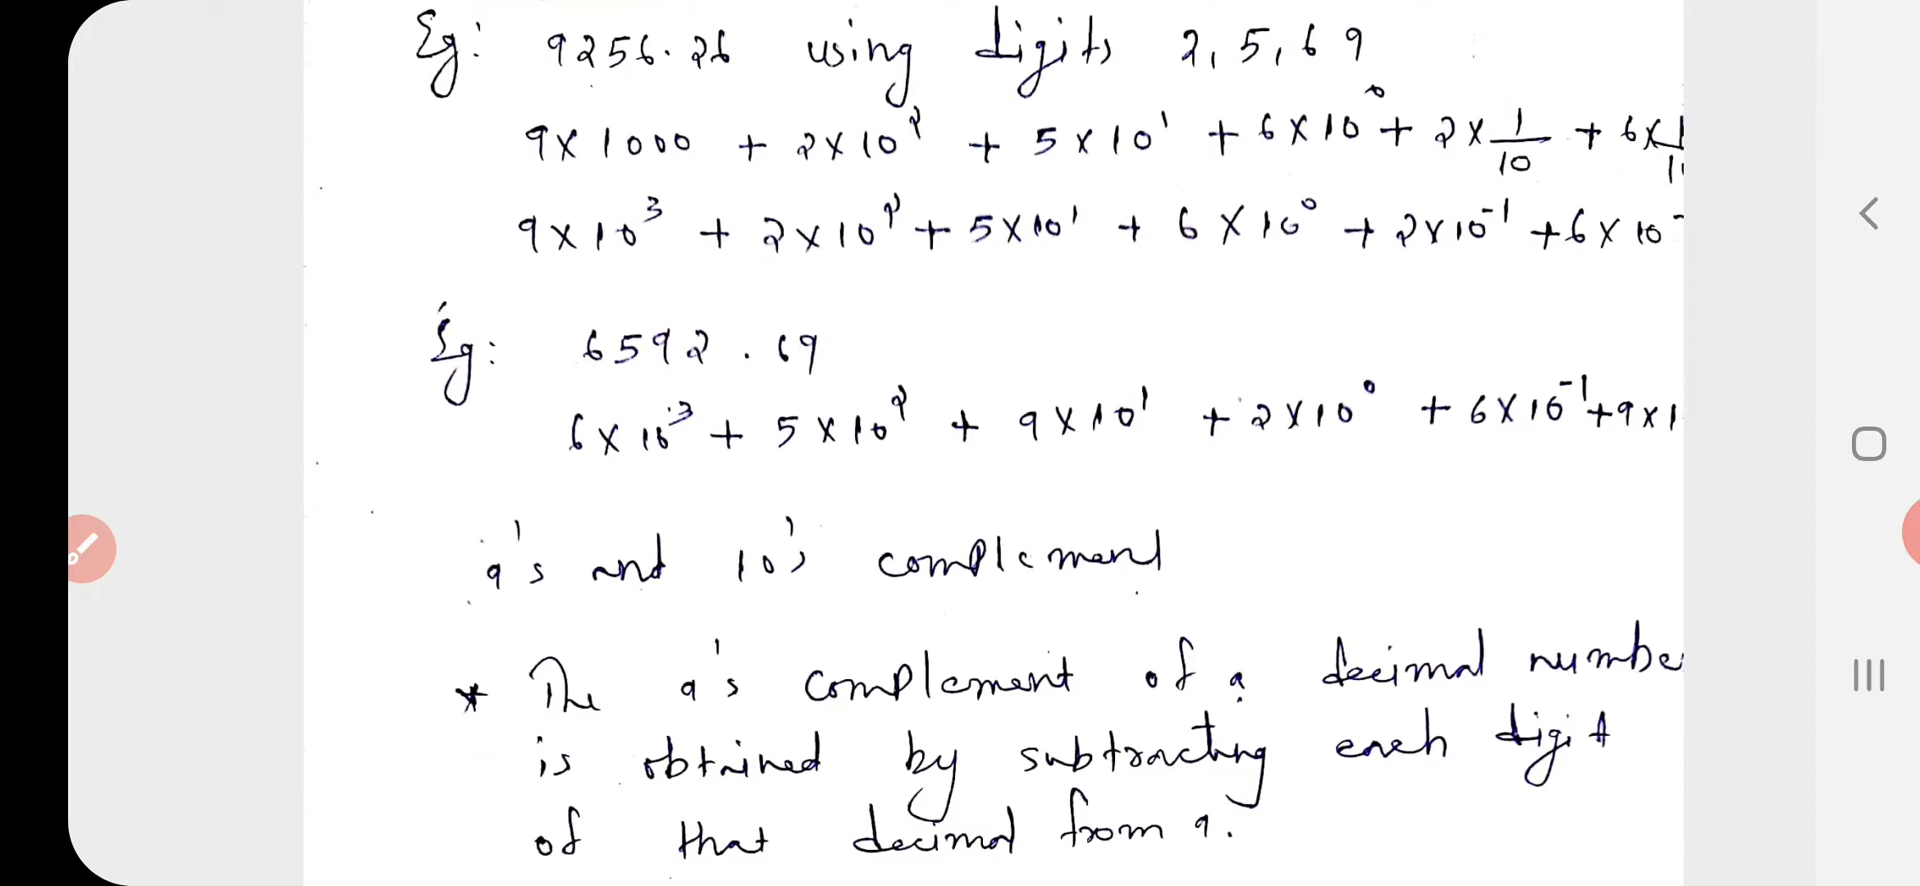 Eg: 9256.26 using digits 2, 5, 6 9
9 × 1000 + 2 × 10² + 5 × 10¹ + 6 × 10⁰ + 2 × 1/10 + 6 ×
9 × 10³ + 2 × 10² + 5 × 10¹ + 6 × 10⁰ + 2 × 10⁻¹ + 6 × 10⁻
Eg: 6592.69
6 × 10³ + 5 × 10² + 9 × 10¹ + 2 × 10⁰ + 6 × 10⁻¹ + 9 × 1
9's and 10's complement
* The 9's complement of a decimal numbe
is obtained by subtracting each digit
of that decimal from 9.